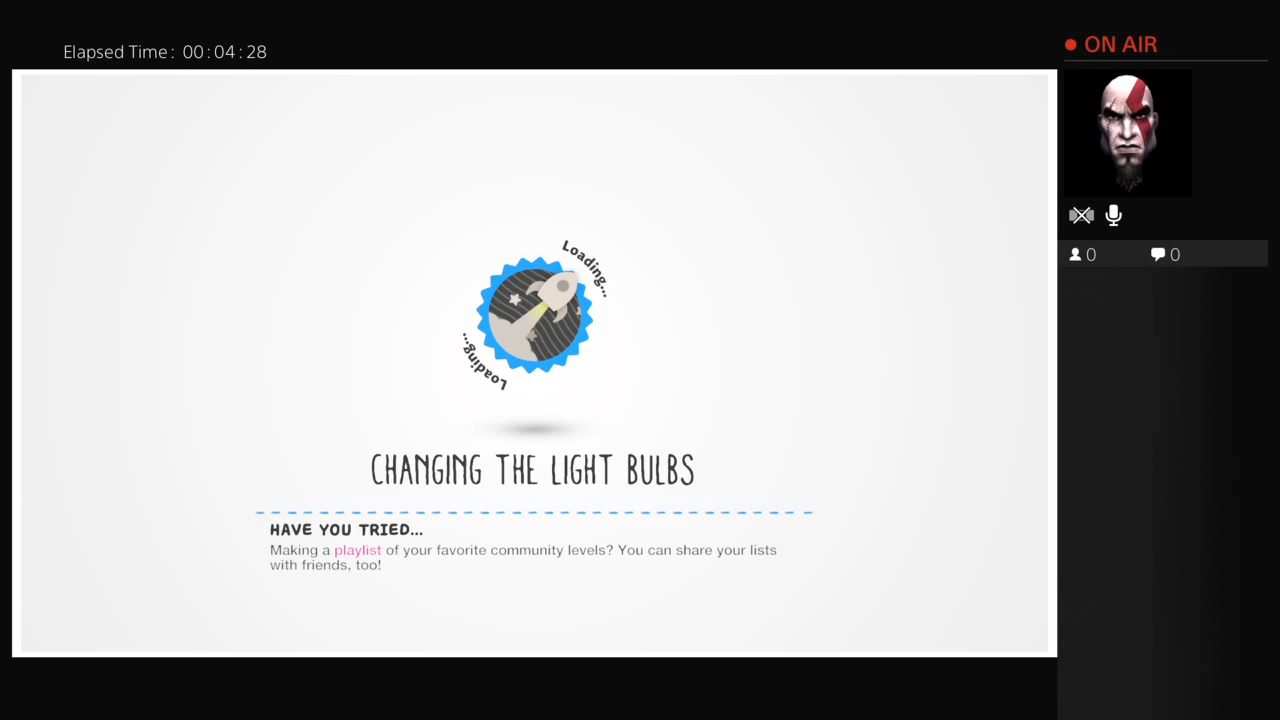 Elapsed Time: 00:04:28
ON AIR
0 0
Loading...
Loading...
CHANGING THE LIGHT BULBS
HAVE YOU TRIED...
Making a playlist of your favorite community levels? You can share your lists
with friends, too!